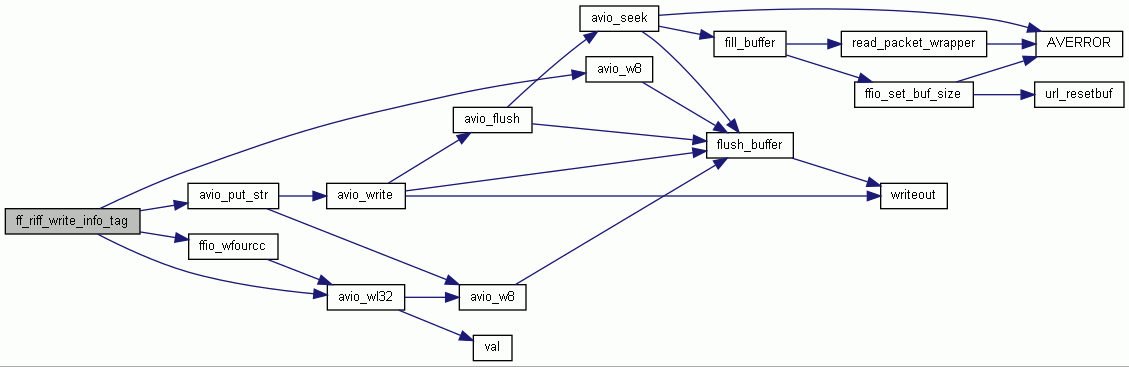 avio_seek
fill_buffer
read_packet_wrapper
AVERROR
avio_w8
ffio_set_buf_size
url_resetbuf
avio_flush
flush_buffer
avio_put_str
avio_write
writeout
ff_riff_write_info_tag
ffio_wfourcc
avio_wl32
avio_w8
val